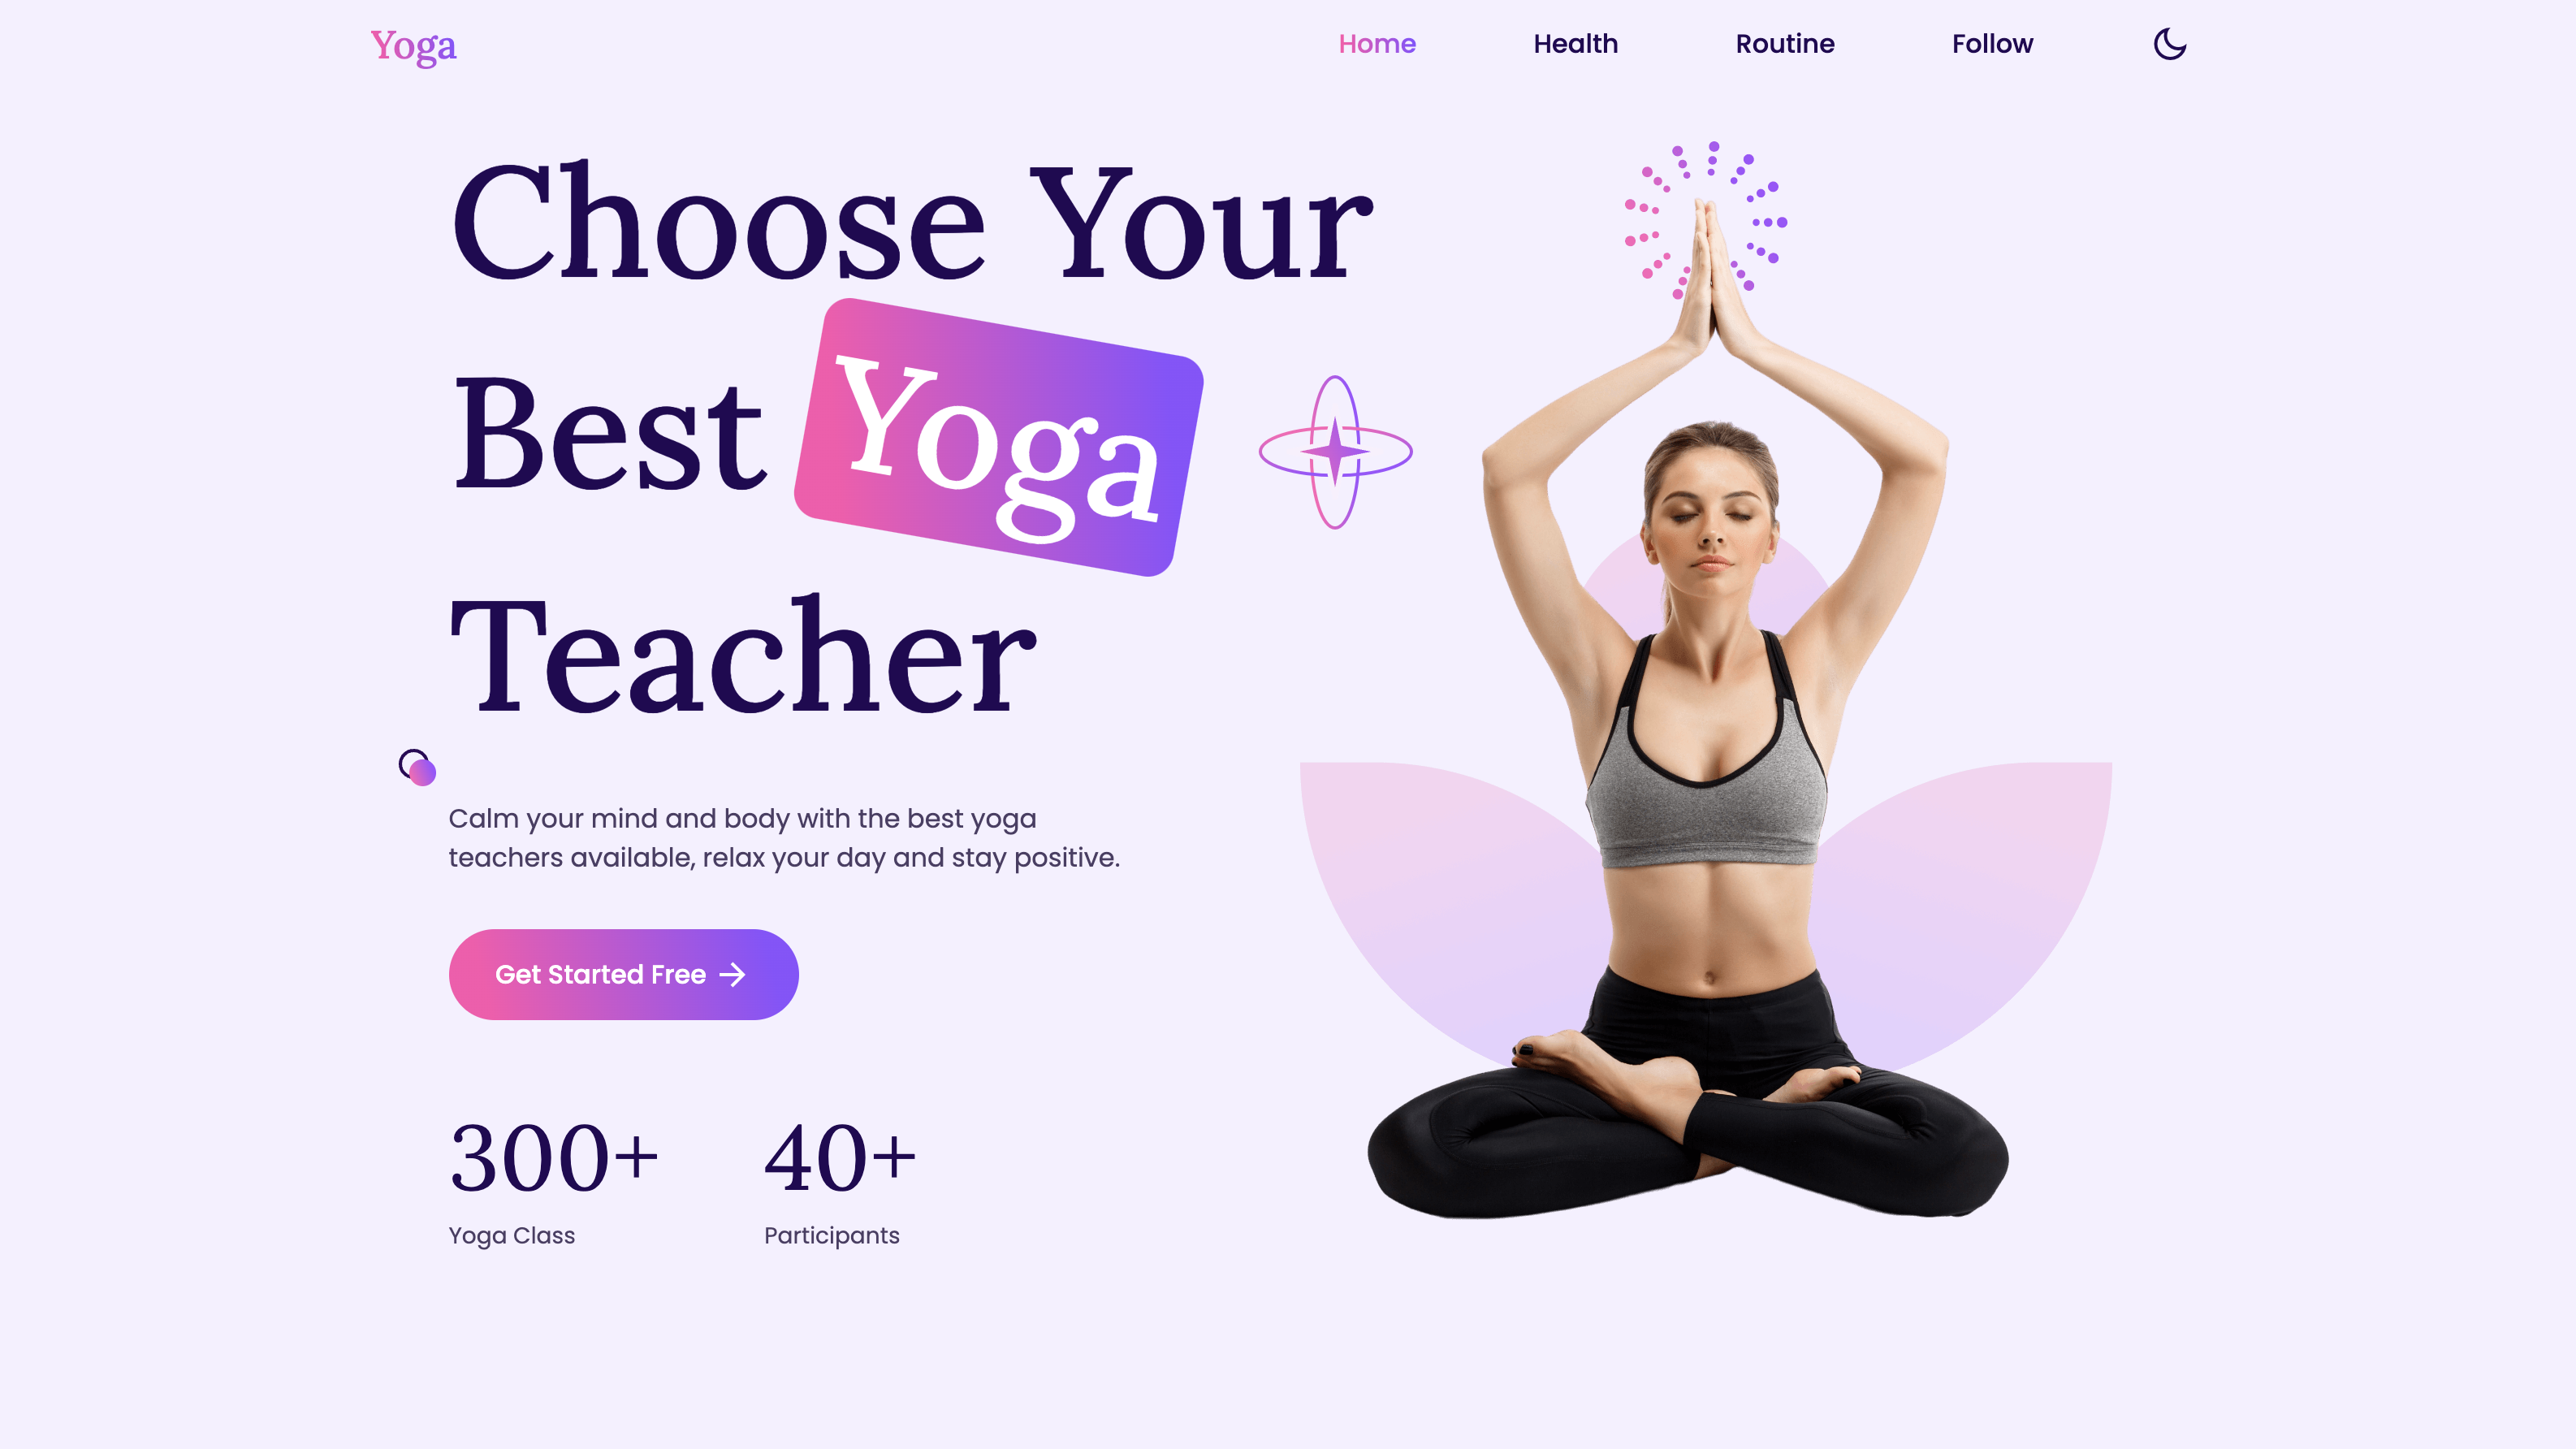 Yoga
Home Health Routine Follow
Choose Your
Best Yoga
Teacher
Calm your mind and body with the best yoga
teachers available, relax your day and stay positive.
Get Started Free
300+ 40+
Yoga Class Participants